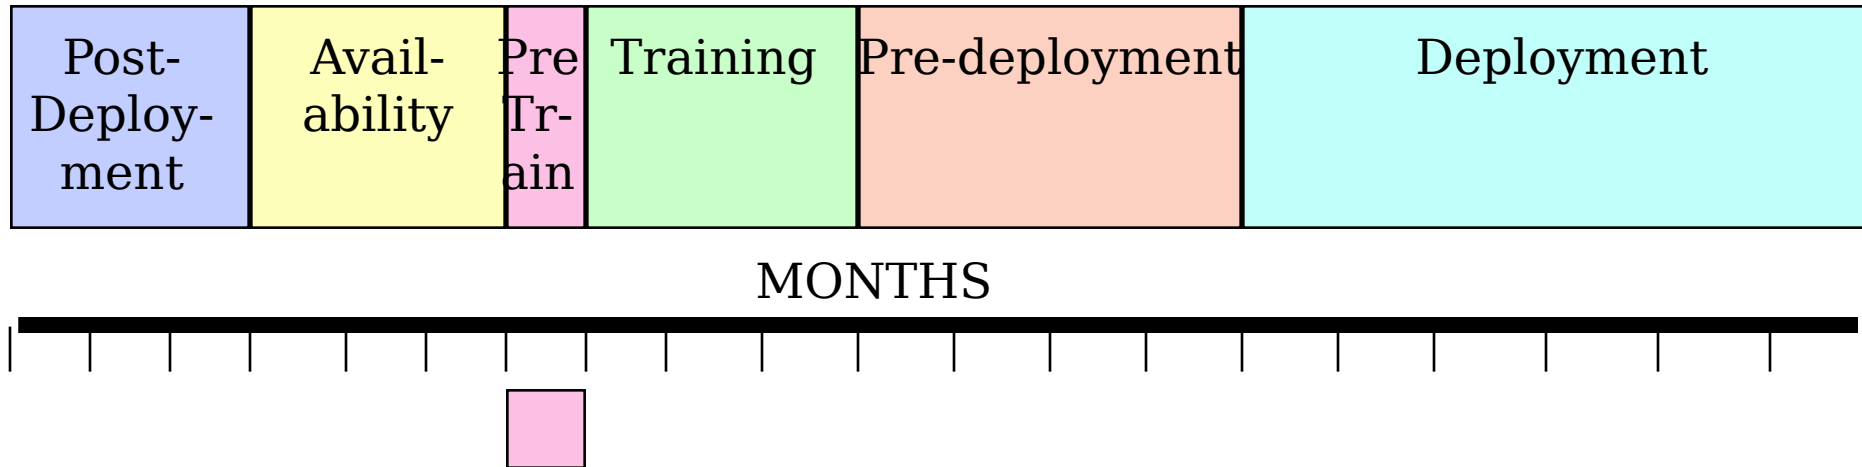 Post-
Deploy-
ment
Avail-
ability
Pre
Tr-
ain
Training
Pre-deployment
Deployment
MONTHS